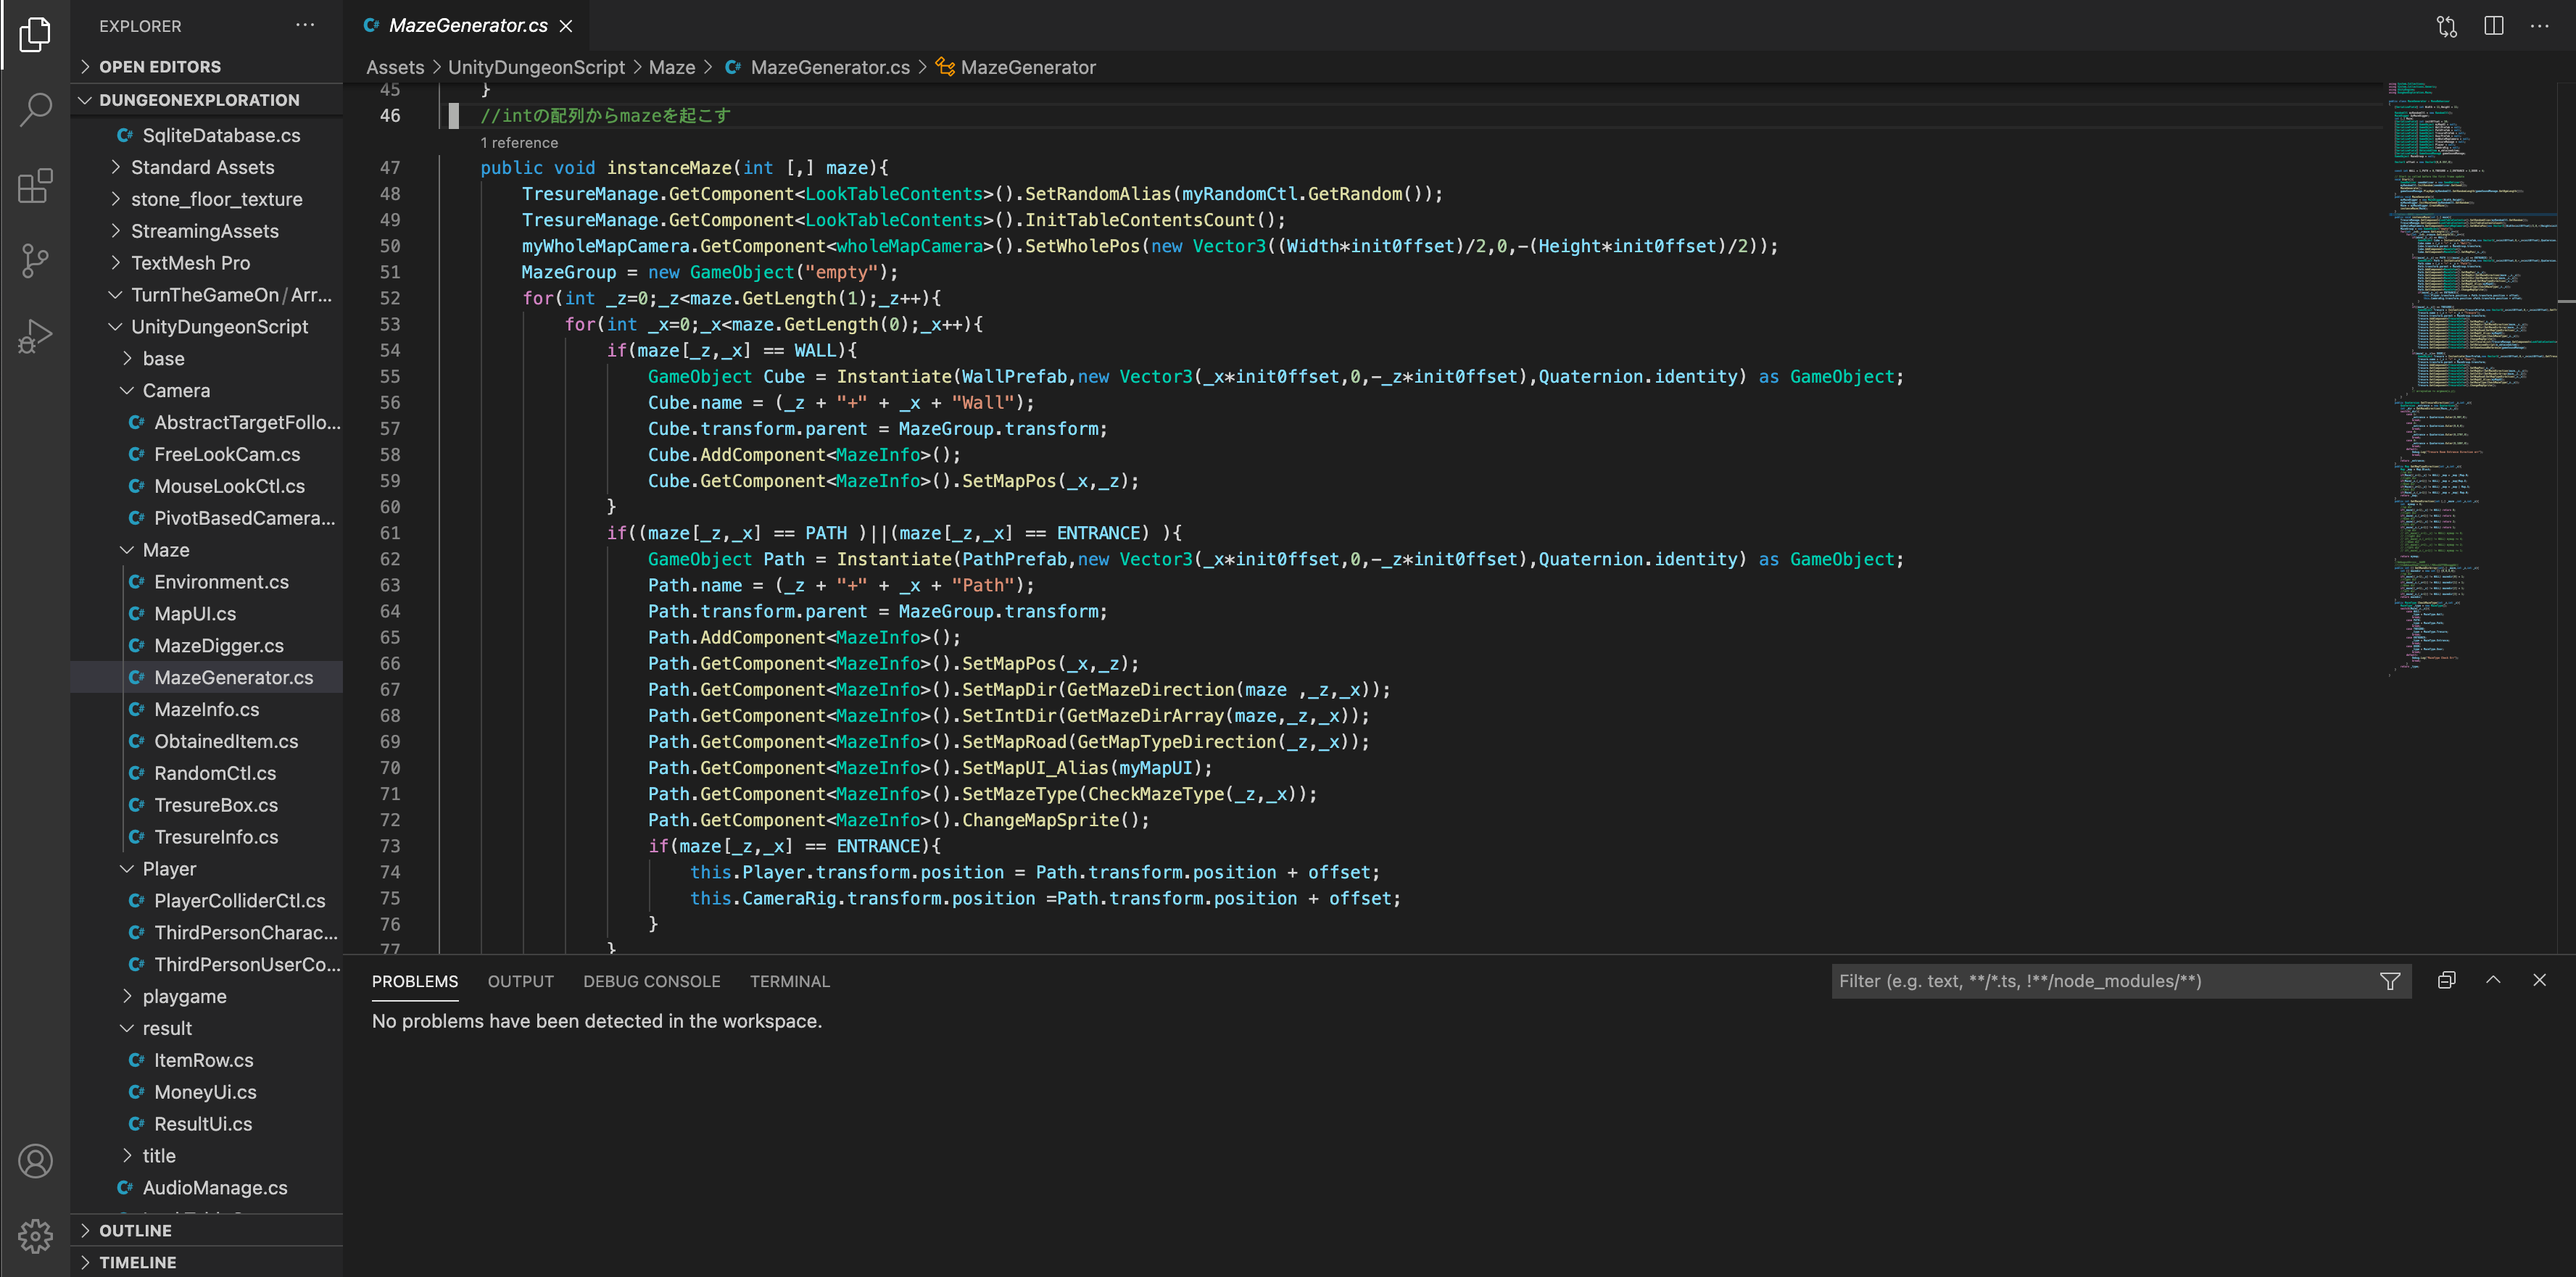 EXPLORER
MazeGenerator.cs
OPEN EDITORS
DUNGEONEXPLORATION
SqliteDatabase.cs
Standard Assets
stone_floor_texture
StreamingAssets
TextMesh Pro
TurnTheGameOn/Arr...
UnityDungeonScript
base
Camera
AbstractTargetFollo...
FreeLookCam.cs
MouseLookCtl.cs
PivotBasedCamera...
Maze
Environment.cs
MapUI.cs
MazeDigger.cs
MazeGenerator.cs
MazeInfo.cs
ObtainedItem.cs
RandomCtl.cs
TresureBox.cs
TresureInfo.cs
Player
PlayerColliderCtl.cs
ThirdPersonCharac...
ThirdPersonUserCo...
playgame
result
ItemRow.cs
MoneyUi.cs
ResultUi.cs
title
AudioManage.cs
OUTLINE
TIMELINE
Assets > UnityDungeonScript > Maze > C# MazeGenerator.cs > MazeGenerator
45 }
46 //intの配列からmazeを起こす
1 reference
47 public void instanceMaze(int [,] maze){
48 TresureManage.GetComponent<LookTableContents>().SetRandomAlias(myRandomCtl.GetRandom());
49 TresureManage.GetComponent<LookTableContents>().InitTableContentsCount();
50 myWholeMapCamera.GetComponent<wholeMapCamera>().SetWholePos(new Vector3((Width*initOffset)/2,0,-(Height*initOffset)/2));
51 MazeGroup = new GameObject("empty");
52 for(int _z=0;_z<maze.GetLength(1);_z++){
53 for(int _x=0;_x<maze.GetLength(0);_x++){
54 if(maze[_z,_x] == WALL){
55 GameObject Cube = Instantiate(WallPrefab,new Vector3(_x*initOffset,0,-_z*initOffset),Quaternion.identity) as GameObject;
56 Cube.name = (_z + "+" + _x + "Wall");
57 Cube.transform.parent = MazeGroup.transform;
58 Cube.AddComponent<MazeInfo>();
59 Cube.GetComponent<MazeInfo>().SetMapPos(_x,_z);
60 }
61 if((maze[_z,_x] == PATH )||(maze[_z,_x] == ENTRANCE) ){
62 GameObject Path = Instantiate(PathPrefab,new Vector3(_x*initOffset,0,-_z*initOffset),Quaternion.identity) as GameObject;
63 Path.name = (_z + "+" + _x + "Path");
64 Path.transform.parent = MazeGroup.transform;
65 Path.AddComponent<MazeInfo>();
66 Path.GetComponent<MazeInfo>().SetMapPos(_x,_z);
67 Path.GetComponent<MazeInfo>().SetMapDir(GetMazeDirection(maze ,_z,_x));
68 Path.GetComponent<MazeInfo>().SetIntDir(GetMazeDirArray(maze,_z,_x));
69 Path.GetComponent<MazeInfo>().SetMapRoad(GetMapTypeDirection(_z,_x));
70 Path.GetComponent<MazeInfo>().SetMapUI_Alias(myMapUI);
71 Path.GetComponent<MazeInfo>().SetMazeType(CheckMazeType(_z,_x));
72 Path.GetComponent<MazeInfo>().ChangeMapSprite();
73 if(maze[_z,_x] == ENTRANCE){
74 this.Player.transform.position = Path.transform.position + offset;
75 this.CameraRig.transform.position =Path.transform.position + offset;
76 }
77 }
PROBLEMS OUTPUT DEBUG CONSOLE TERMINAL
Filter (e.g. text, **/*.ts, !**/node_modules/**)
No problems have been detected in the workspace.